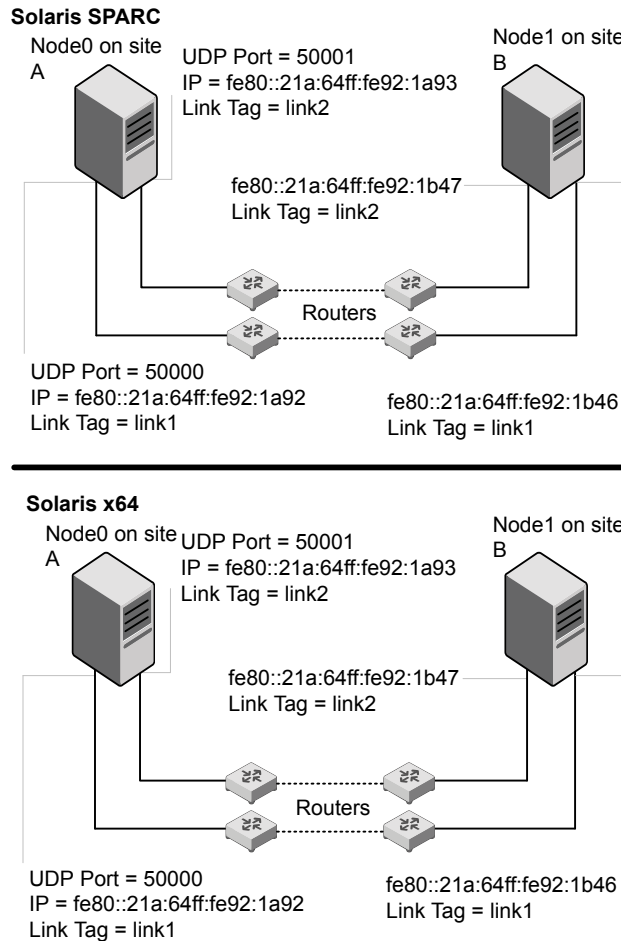 Solaris SPARC
Node0 on site
A
UDP Port = 50001
IP = fe80::21a:64ff:fe92:1a93
Link Tag = link2
Node1 on site
B
fe80::21a:64ff:fe92:1b47
Link Tag = link2
Routers
UDP Port = 50000
IP = fe80::21a:64ff:fe92:1a92
Link Tag = link1
fe80::21a:64ff:fe92:1b46
Link Tag = link1
Solaris x64
Node0 on site
A
UDP Port = 50001
IP = fe80::21a:64ff:fe92:1a93
Link Tag = link2
Node1 on site
B
fe80::21a:64ff:fe92:1b47
Link Tag = link2
Routers
UDP Port = 50000
IP = fe80::21a:64ff:fe92:1a92
Link Tag = link1
fe80::21a:64ff:fe92:1b46
Link Tag = link1